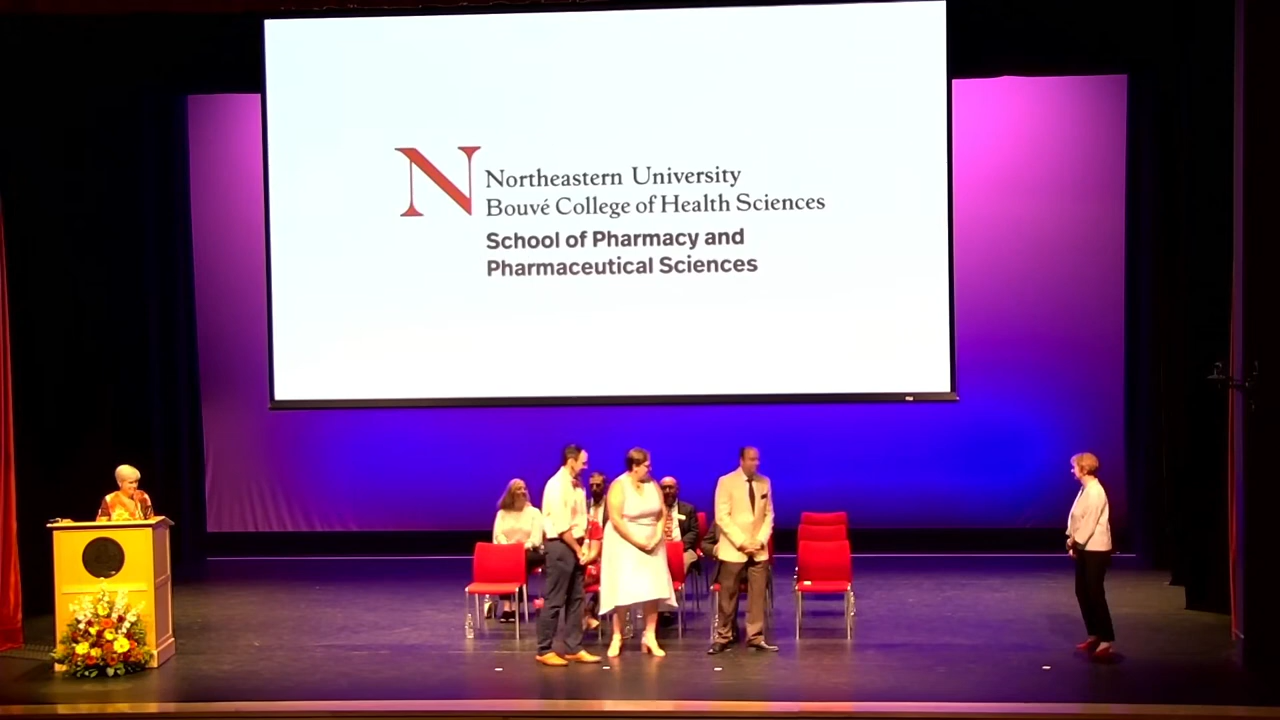 N
Northeastern University
Bouvé College of Health Sciences
School of Pharmacy and
Pharmaceutical Sciences